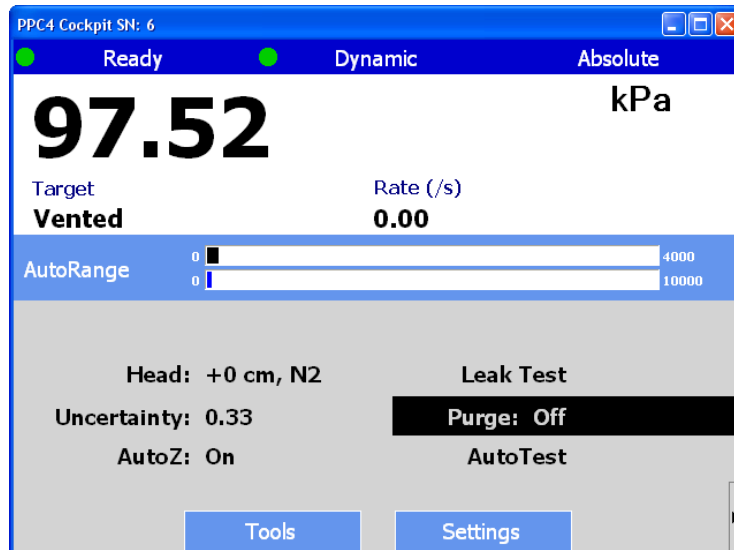 PPC4 Cockpit SN: 6
Ready Dynamic Absolute
97.52 kPa
Target Rate (/s)
Vented 0.00
AutoRange
0 4000
0 10000
Head: +0 cm, N2 Leak Test
Uncertainty: 0.33 Purge: Off
AutoZ: On AutoTest
Tools Settings